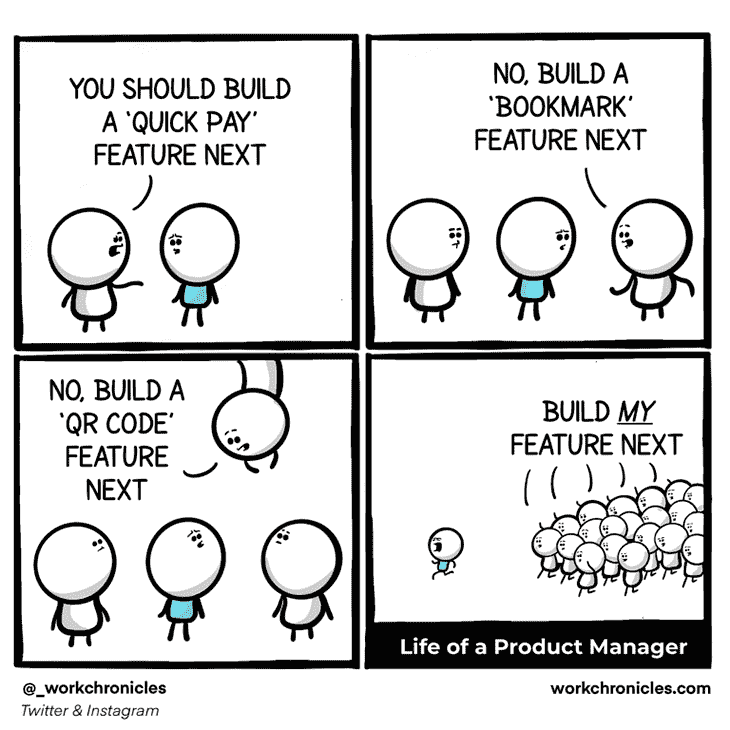 YOU SHOULD BUILD
A 'QUICK PAY'
FEATURE NEXT
NO, BUILD A
'BOOKMARK'
FEATURE NEXT
NO, BUILD A
'QR CODE'
FEATURE
NEXT
BUILD MY
FEATURE NEXT
Life of a Product Manager
@_workchronicles
Twitter & Instagram
workchronicles.com